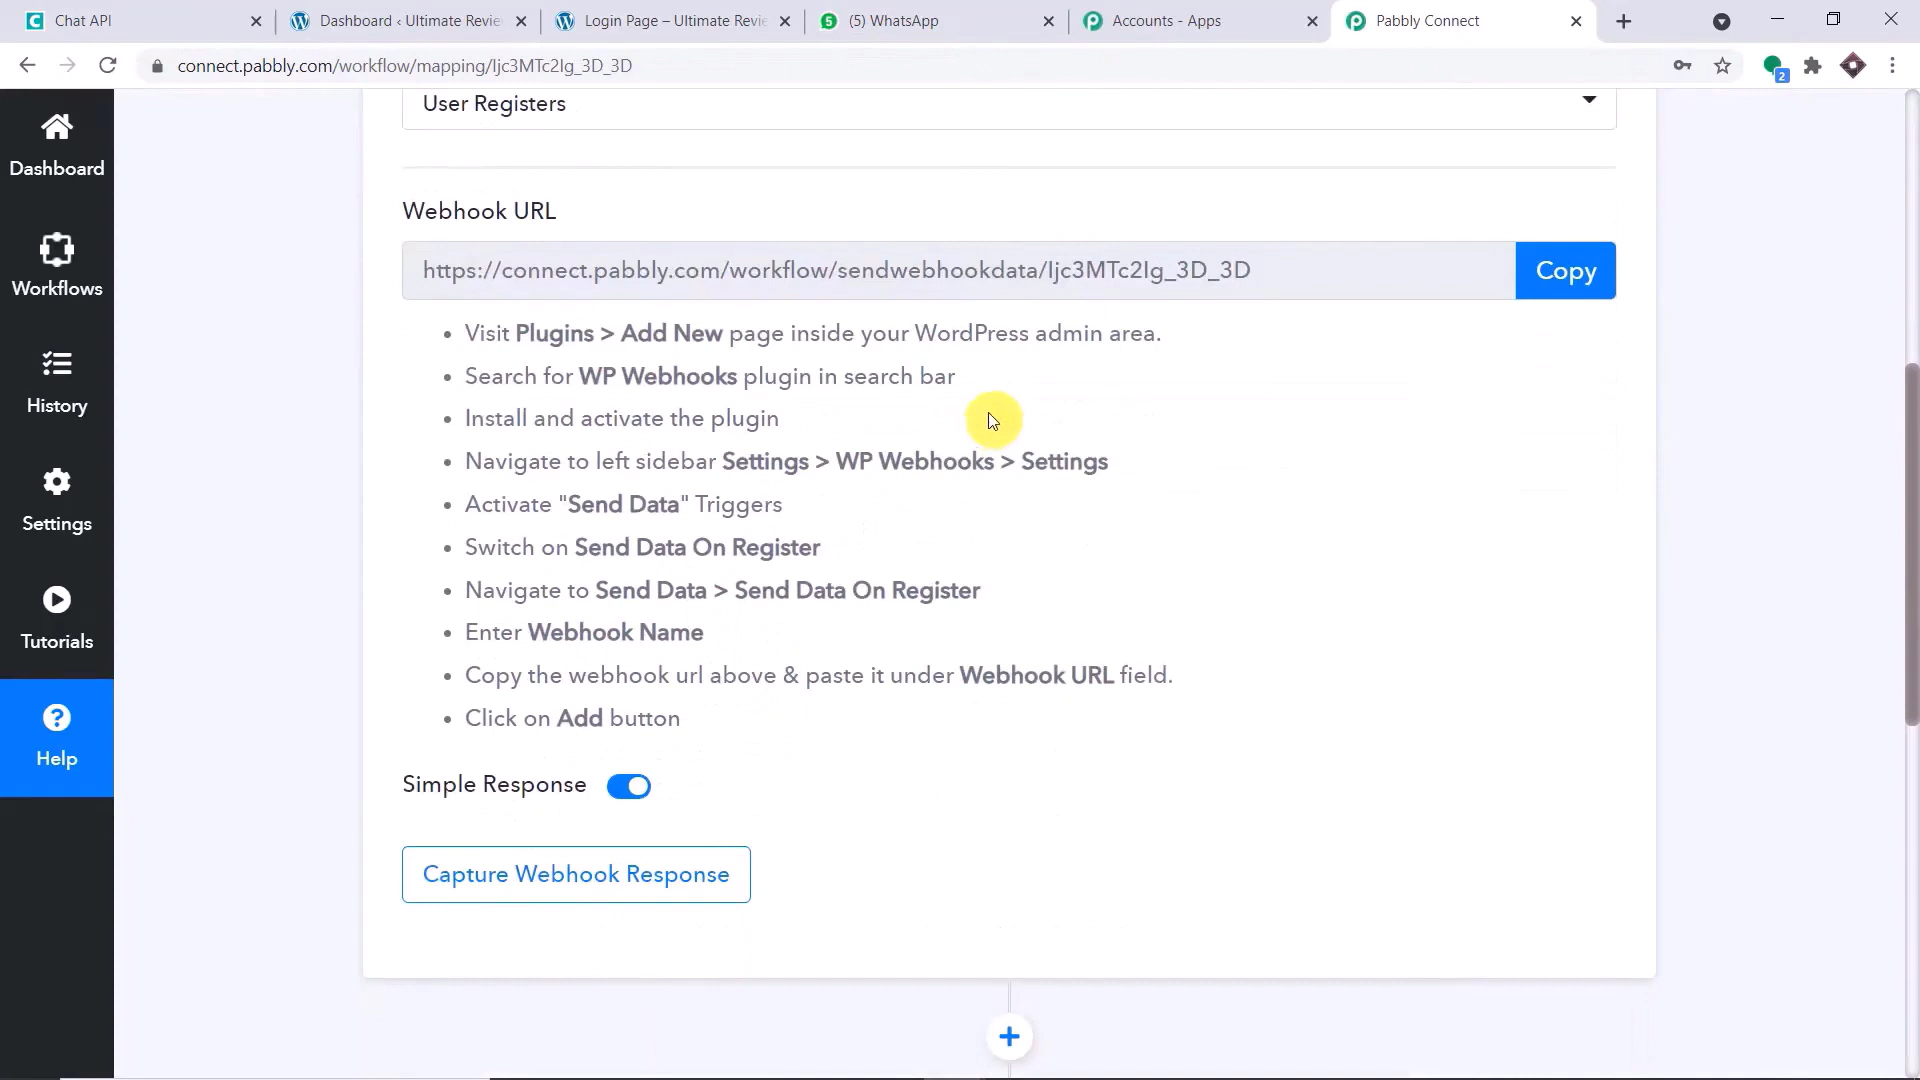 Chat API
Dashboard ‹ Ultimate Revie
Login Page – Ultimate Revie
5
(5) WhatsApp
Accounts - Apps
Pabbly Connect
connect.pabbly.com/workflow/mapping/Ijc3MTc2Ig_3D_3D
2
Dashboard
Workflows
History
Settings
Tutorials
Help
User Registers
Webhook URL
https://connect.pabbly.com/workflow/sendwebhookdata/Ijc3MTc2Ig_3D_3D
Copy
• Visit Plugins > Add New page inside your WordPress admin area.
• Search for WP Webhooks plugin in search bar
• Install and activate the plugin
• Navigate to left sidebar Settings > WP Webhooks > Settings
• Activate "Send Data" Triggers
• Switch on Send Data On Register
• Navigate to Send Data > Send Data On Register
• Enter Webhook Name
• Copy the webhook url above & paste it under Webhook URL field.
• Click on Add button
Simple Response
Capture Webhook Response